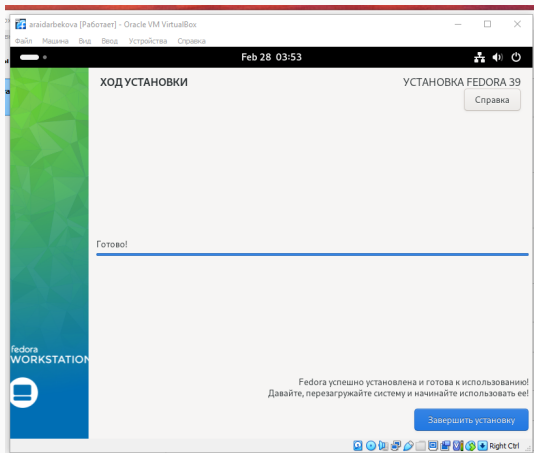 araidarbekova [Работает] - Oracle VM VirtualBox
Файл Машина Вид Ввод Устройства Справка
Feb 28 03:53
ХОД УСТАНОВКИ
УСТАНОВКА FEDORA 39
Справка
Готово!
fedora
WORKSTATION
Fedora успешно установлена и готова к использованию!
Давайте, перезагружайте систему и начинайте использовать ее!
Завершить установку
Right Ctrl